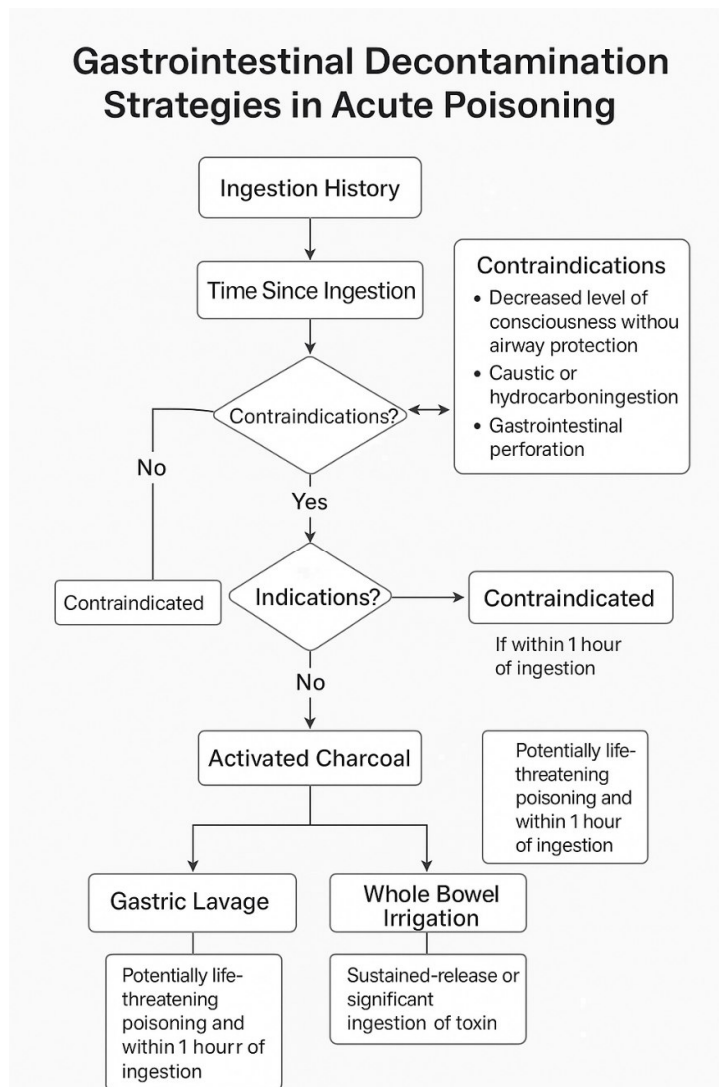 Gastrointestinal Decontamination
Strategies in Acute Poisoning
Ingestion History
Time Since Ingestion
Contraindications
• Decreased level of
consciousness withou
airway protection
• Caustic or
hydrocarboningestion
• Gastrointestinal
perforation
Contraindications?
No
Yes
Contraindicated
Indications?
Contraindicated
If within 1 hour
of ingestion
No
Activated Charcoal
Potentially life-
threatening
poisoning and
within 1 hour
of ingestion
Gastric Lavage
Whole Bowel
Irrigation
Potentially life-
threatening
poisoning and
within 1 hourr of
ingestion
Sustained-release or
significant
ingestion of toxin